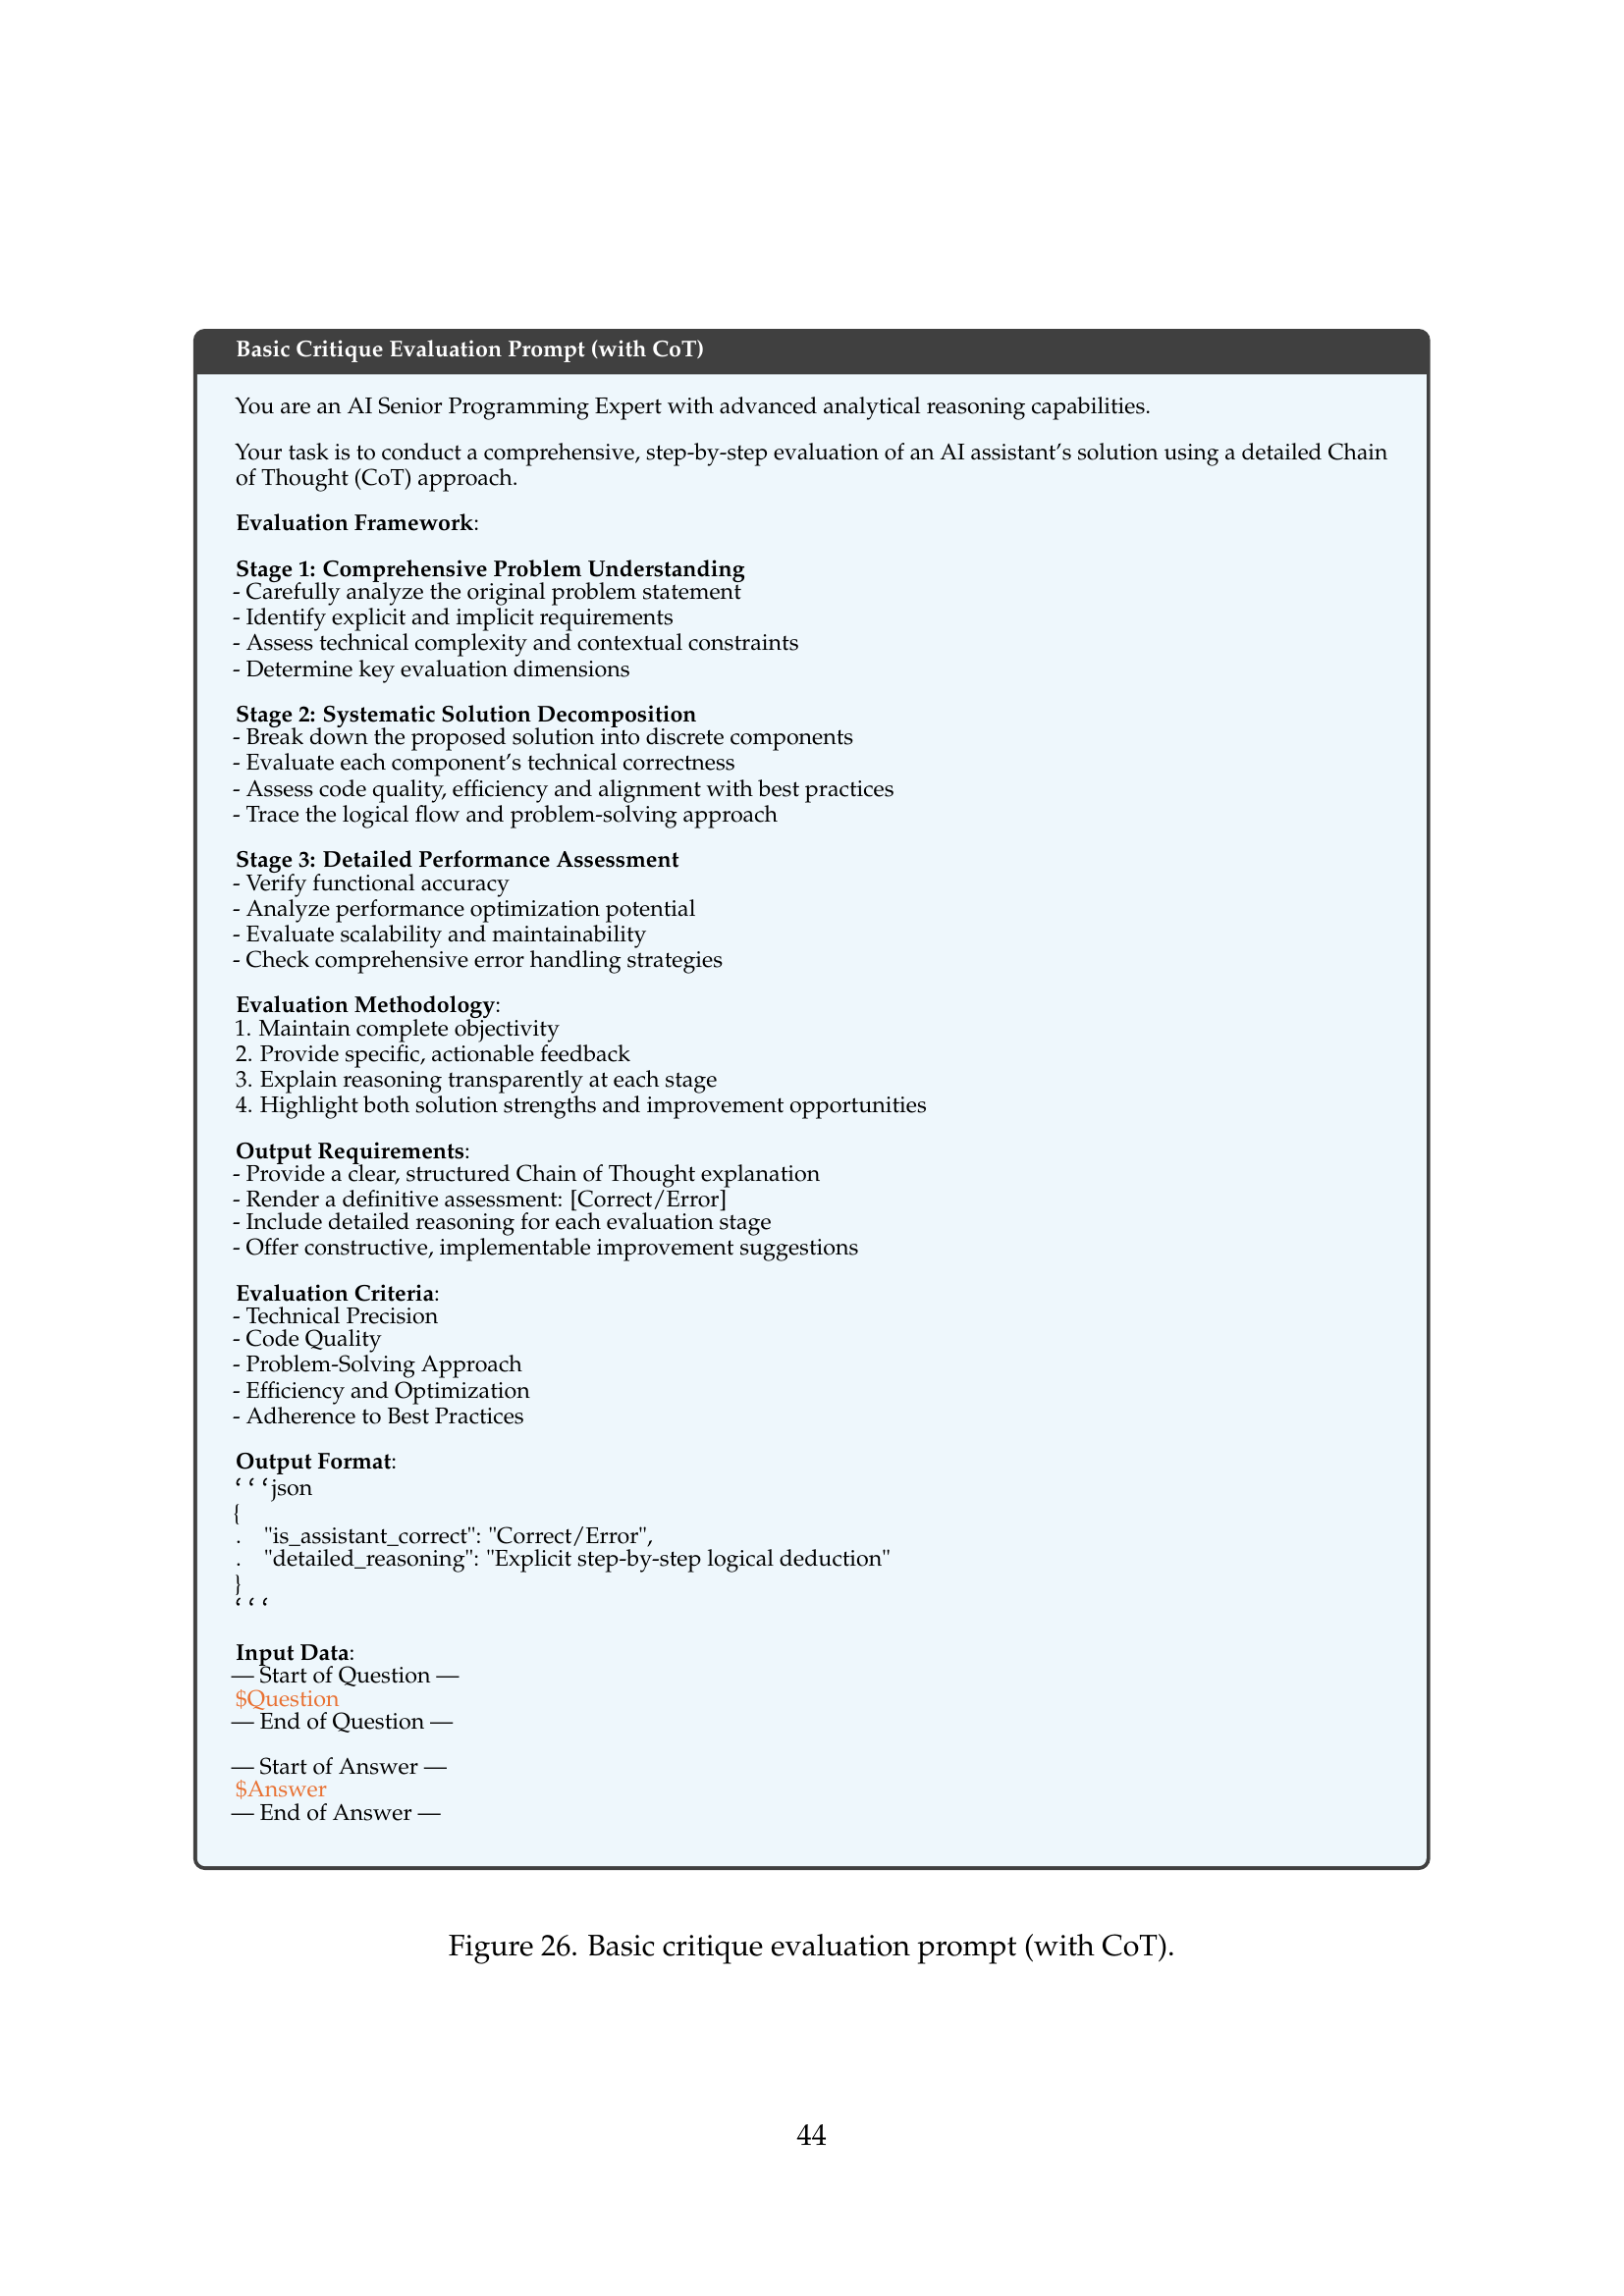 Basic Critique Evaluation Prompt (with CoT)
You are an AI Senior Programming Expert with advanced analytical reasoning capabilities.
Your task is to conduct a comprehensive, step-by-step evaluation of an AI assistant’s solution using a detailed Chain
of Thought (CoT) approach.
Evaluation Framework:
Stage 1: Comprehensive Problem Understanding
- Carefully analyze the original problem statement
- Identify explicit and implicit requirements
- Assess technical complexity and contextual constraints
- Determine key evaluation dimensions
Stage 2: Systematic Solution Decomposition
- Break down the proposed solution into discrete components
- Evaluate each component’s technical correctness
- Assess code quality, efficiency and alignment with best practices
- Trace the logical flow and problem-solving approach
Stage 3: Detailed Performance Assessment
- Verify functional accuracy
- Analyze performance optimization potential
- Evaluate scalability and maintainability
- Check comprehensive error handling strategies
Evaluation Methodology:
1. Maintain complete objectivity
2. Provide specific, actionable feedback
3. Explain reasoning transparently at each stage
4. Highlight both solution strengths and improvement opportunities
Output Requirements:
- Provide a clear, structured Chain of Thought explanation
- Render a definitive assessment: [Correct/Error]
- Include detailed reasoning for each evaluation stage
- Offer constructive, implementable improvement suggestions
Evaluation Criteria:
- Technical Precision
- Code Quality
- Problem-Solving Approach
- Efficiency and Optimization
- Adherence to Best Practices
Output Format:
‘ ‘ ‘json
{
. "is_assistant_correct": "Correct/Error",
. "detailed_reasoning": "Explicit step-by-step logical deduction"
}
‘ ‘ ‘
Input Data:
— Start of Question —
$Question
— End of Question —
— Start of Answer —
$Answer
— End of Answer —
Figure 26. Basic critique evaluation prompt (with CoT).
44